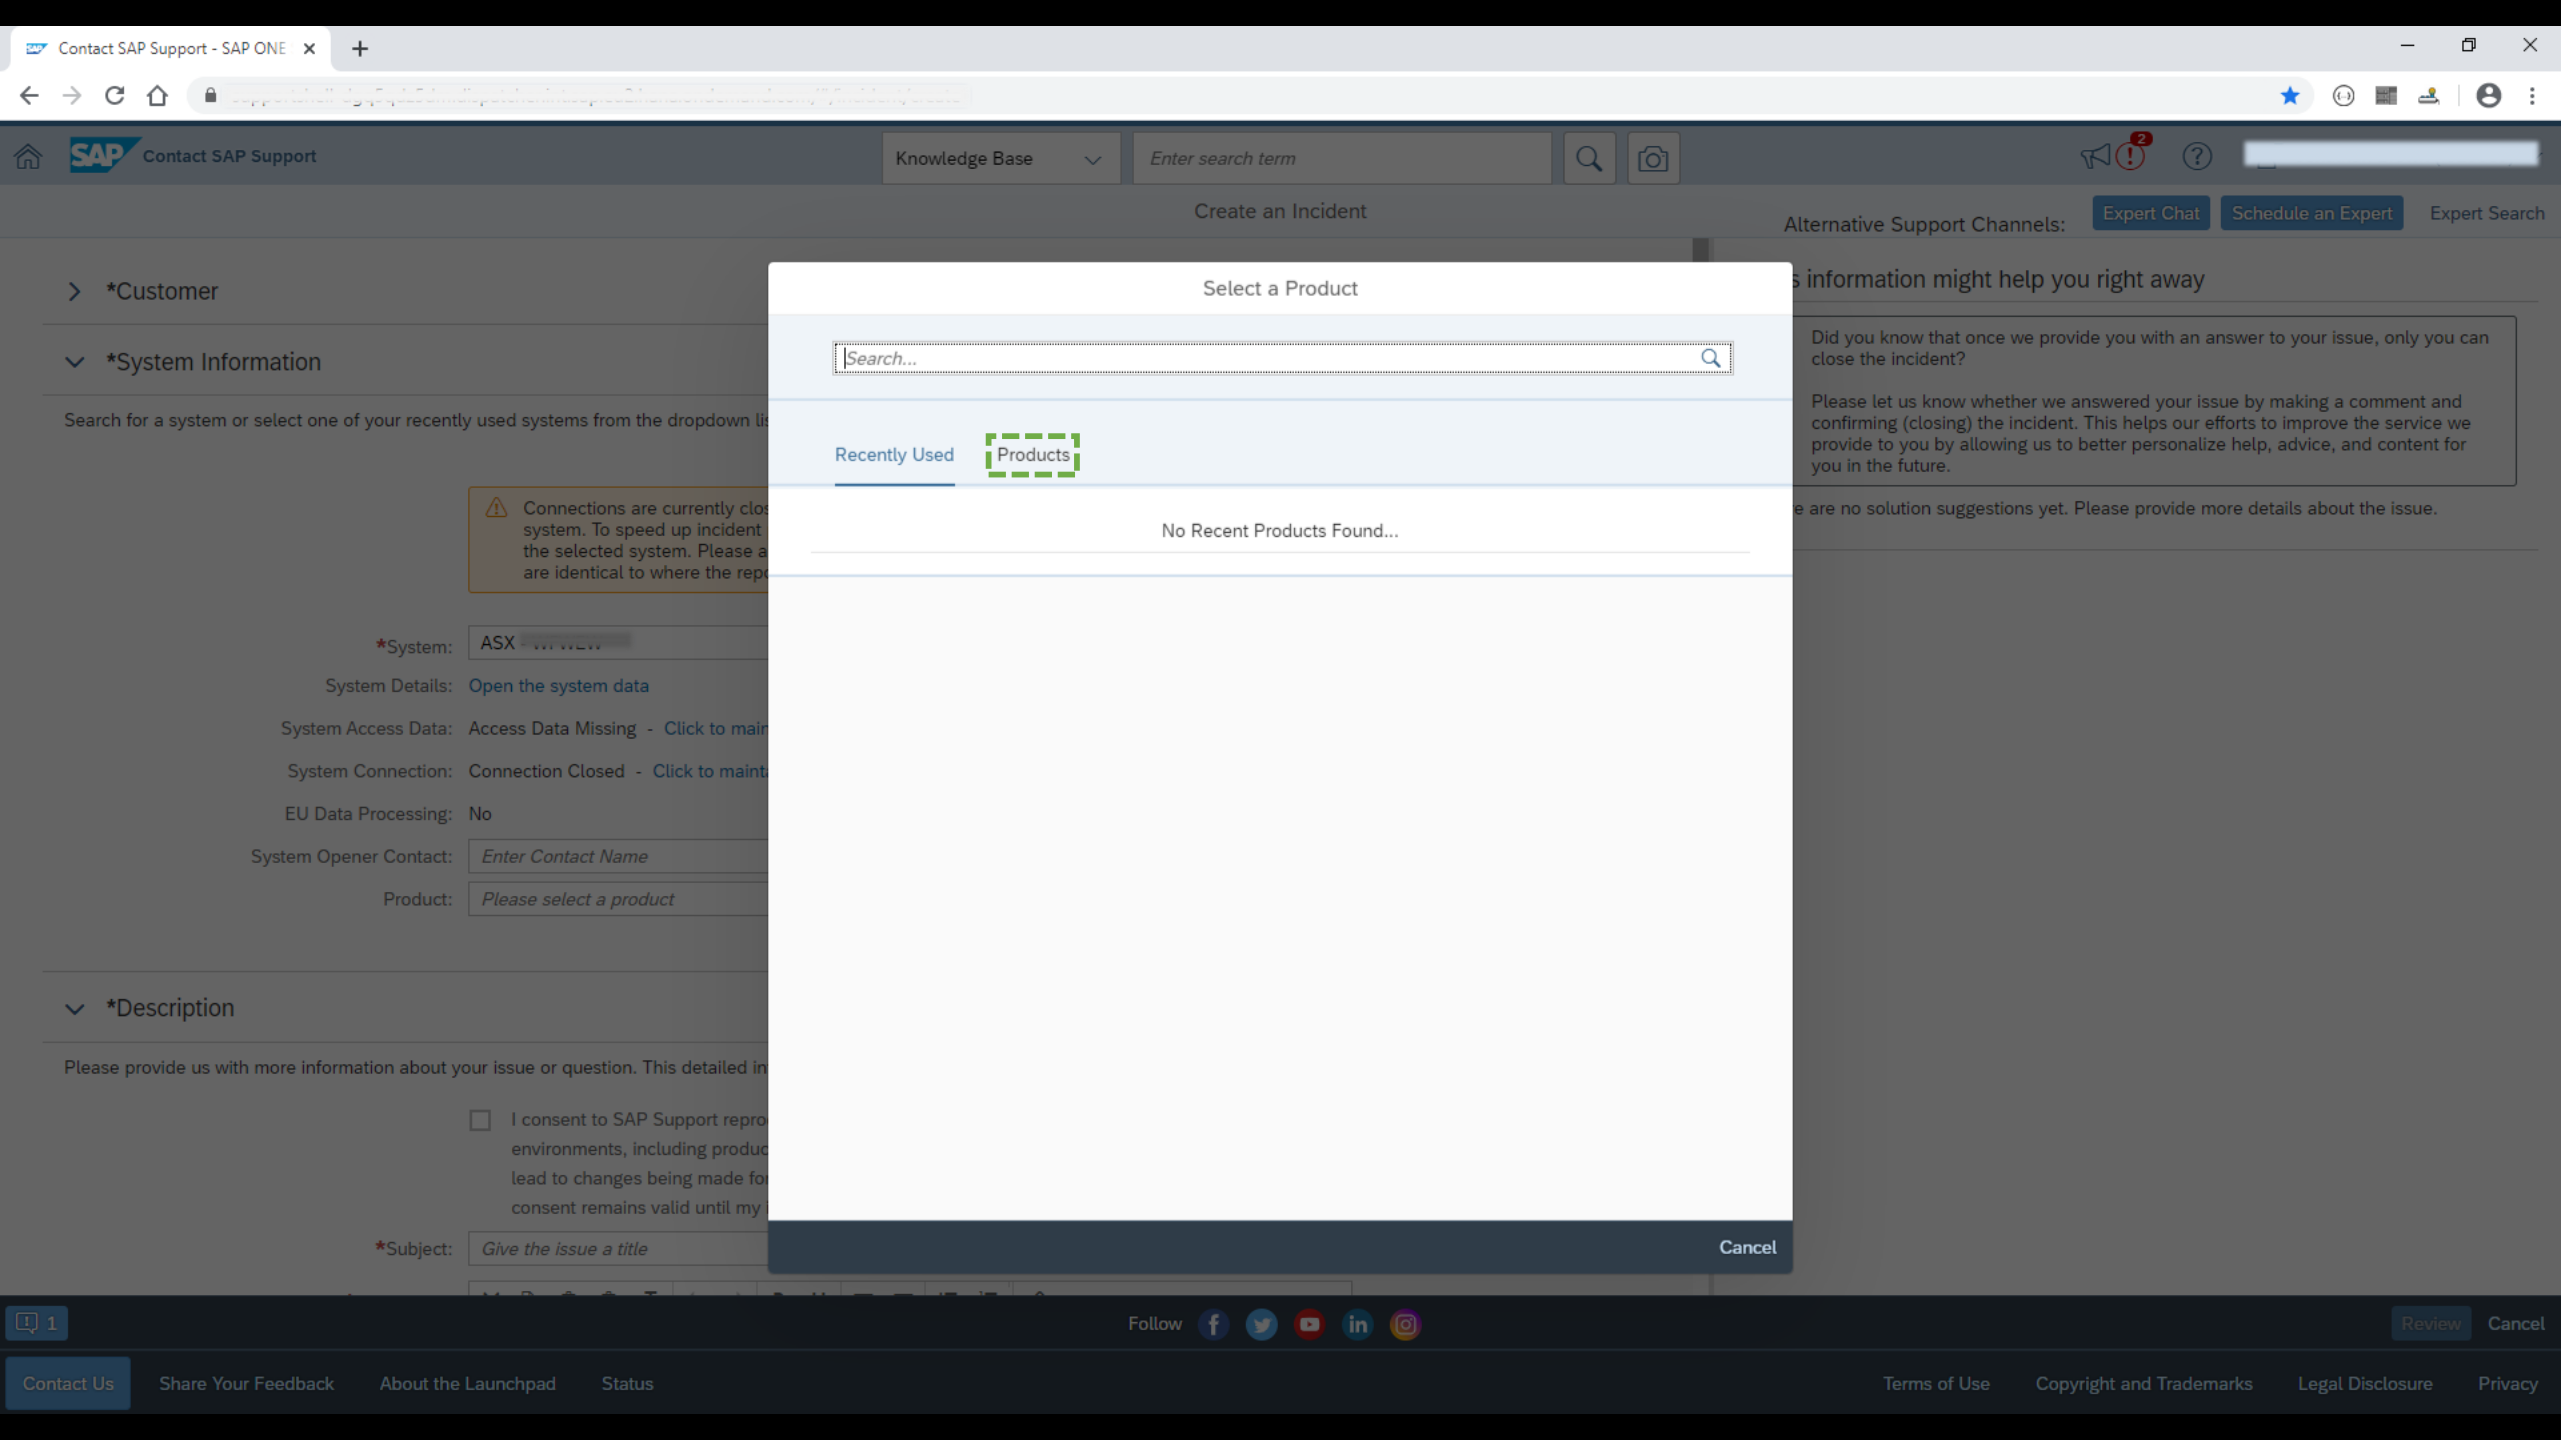 Contact SAP Support - SAP ONE
SAP
Contact SAP Support
Knowledge Base
Enter search term
2
Create an Incident
Alternative Support Channels:
Expert Chat
Schedule an Expert
Expert Search
*Customer
*System Information
Search for a system or select one of your recently used systems from the dropdown
Connections are currently
system. To speed up incident
the selected system. Please
are identical to where the
*System: ASX
System Details: Open the system data
System Access Data: Access Data Missing - Click to
System Connection: Connection Closed - Click to
EU Data Processing: No
System Opener Contact: Enter Contact Name
Product: Please select a product
*Description
Please provide us with more information about your issue or question. This detailed
I consent to SAP Support
environments, including
lead to changes being made
consent remains valid until my
*Subject: Give the issue a title
Select a Product
Search...
Recently Used
Products
No Recent Products Found...
Cancel
information might help you right away
Did you know that once we provide you with an answer to your issue, only you can
close the incident?
Please let us know whether we answered your issue by making a comment and
confirming (closing) the incident. This helps our efforts to improve the service we
provide to you by allowing us to better personalize help, advice, and content for
you in the future.
are no solution suggestions yet. Please provide more details about the issue.
1
Follow
Review
Cancel
Contact Us
Share Your Feedback
About the Launchpad
Status
Terms of Use
Copyright and Trademarks
Legal Disclosure
Privacy